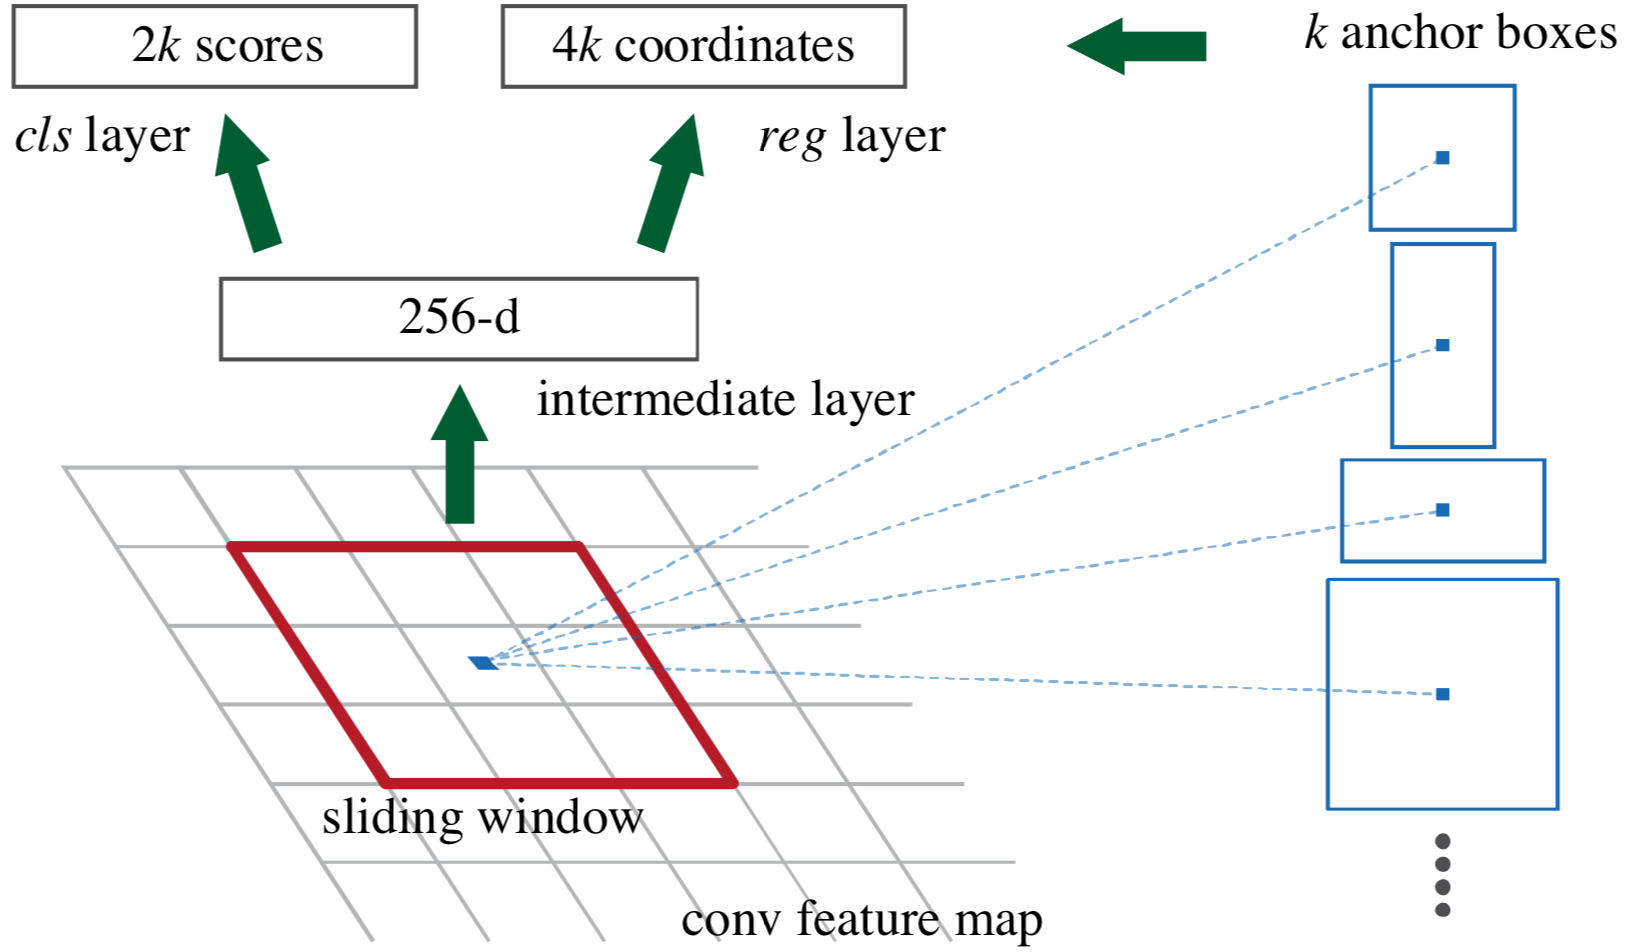 2k scores
4k coordinates
k anchor boxes
cls layer
reg layer
256-d
intermediate layer
sliding window
conv feature map